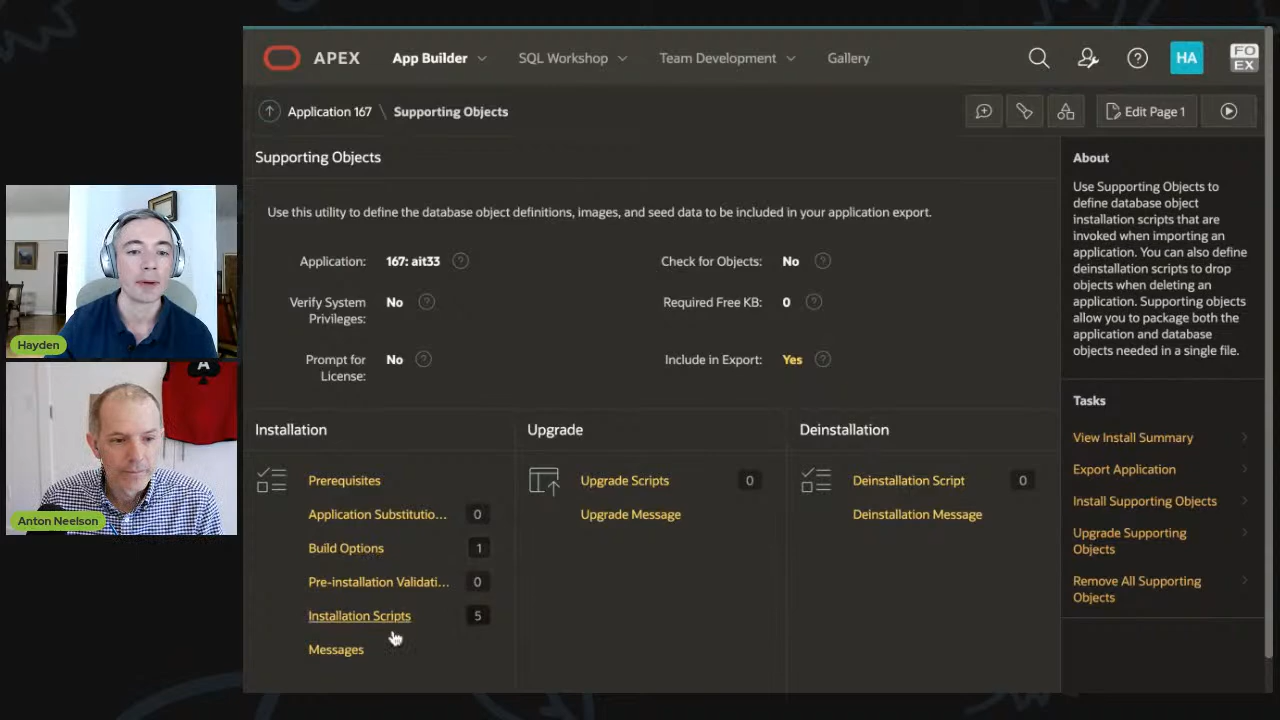 APEX
App Builder
SQL Workshop
Team Development
Gallery
HA
FO
EX
Application 167 \ Supporting Objects
Edit Page 1
Supporting Objects
Use this utility to define the database object definitions, images, and seed data to be included in your application export.
Application: 167: ait33
Check for Objects: No
Verify System
Privileges: No
Required Free KB: 0
Prompt for
License: No
Include in Export: Yes
Installation
Prerequisites
Application Substitutio... 0
Build Options 1
Pre-installation Validati... 0
Installation Scripts 5
Messages
Upgrade
Upgrade Scripts 0
Upgrade Message
Deinstallation
Deinstallation Script 0
Deinstallation Message
About
Use Supporting Objects to
define database object
installation scripts that are
invoked when importing an
application. You can also define
deinstallation scripts to drop
objects when deleting an
application. Supporting objects
allow you to package both the
application and database
objects needed in a single file.
Tasks
View Install Summary
Export Application
Install Supporting Objects
Upgrade Supporting
Objects
Remove All Supporting
Objects
Hayden
A
Anton Neelson